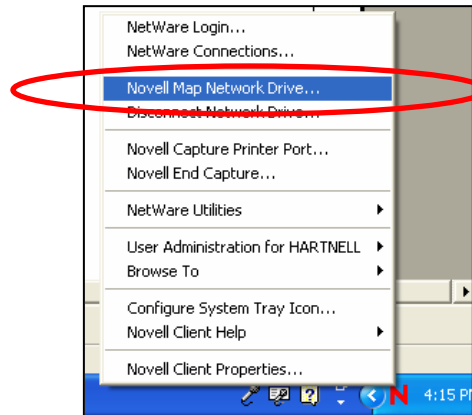 NetWare Login...
NetWare Connections...
Novell Map Network Drive...
Disconnect Network Drive...
Novell Capture Printer Port...
Novell End Capture...
NetWare Utilities
User Administration for HARTNELL
Browse To
Configure System Tray Icon...
Novell Client Help
Novell Client Properties...
N 4:15 P